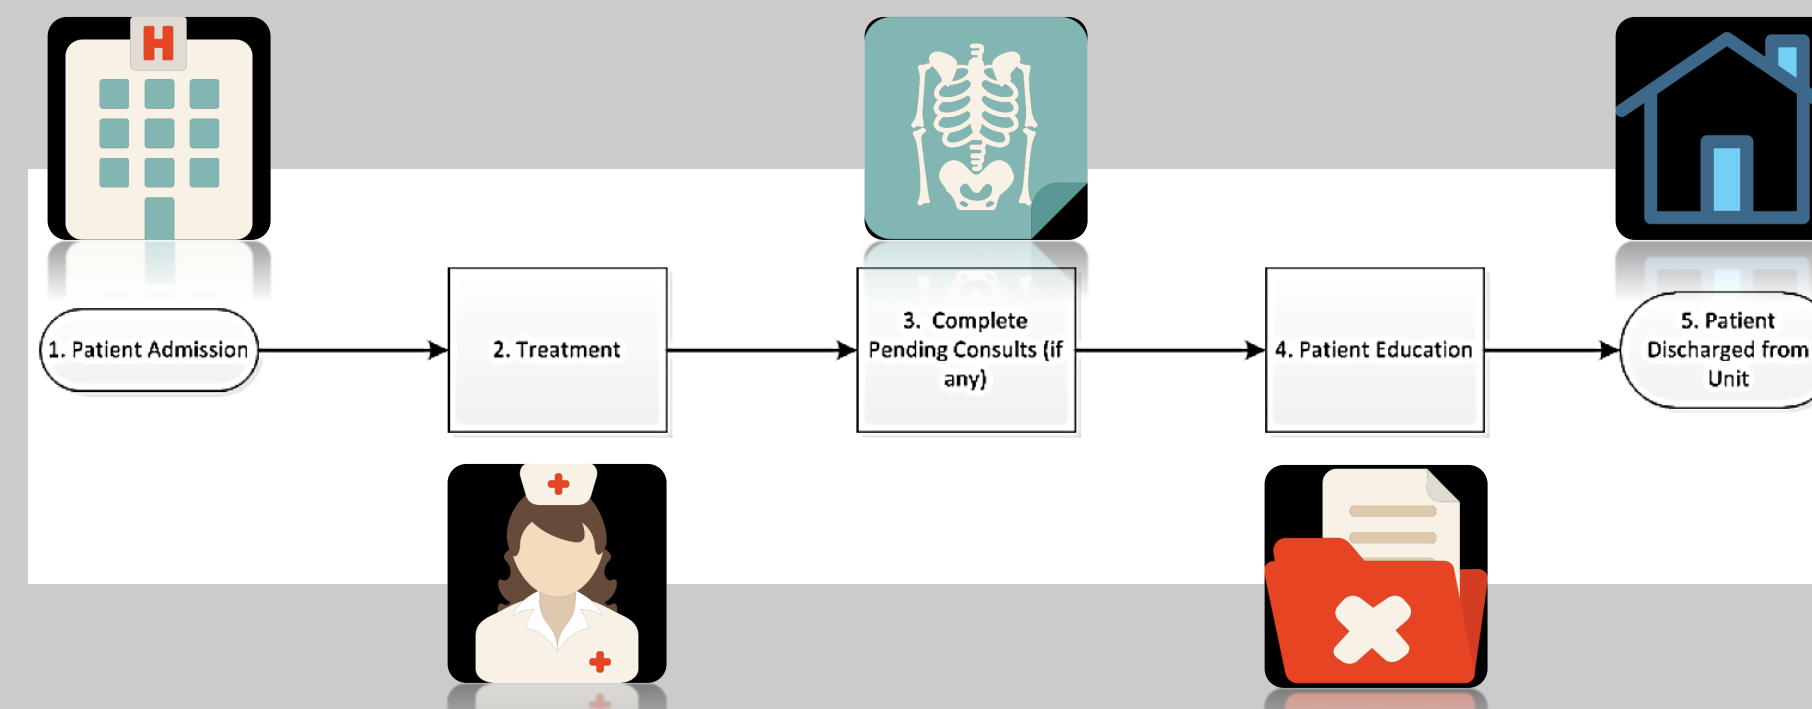 H
1. Patient Admission
2. Treatment
3. Complete
Pending Consults (if
any)
4. Patient Education
5. Patient
Discharged from
Unit